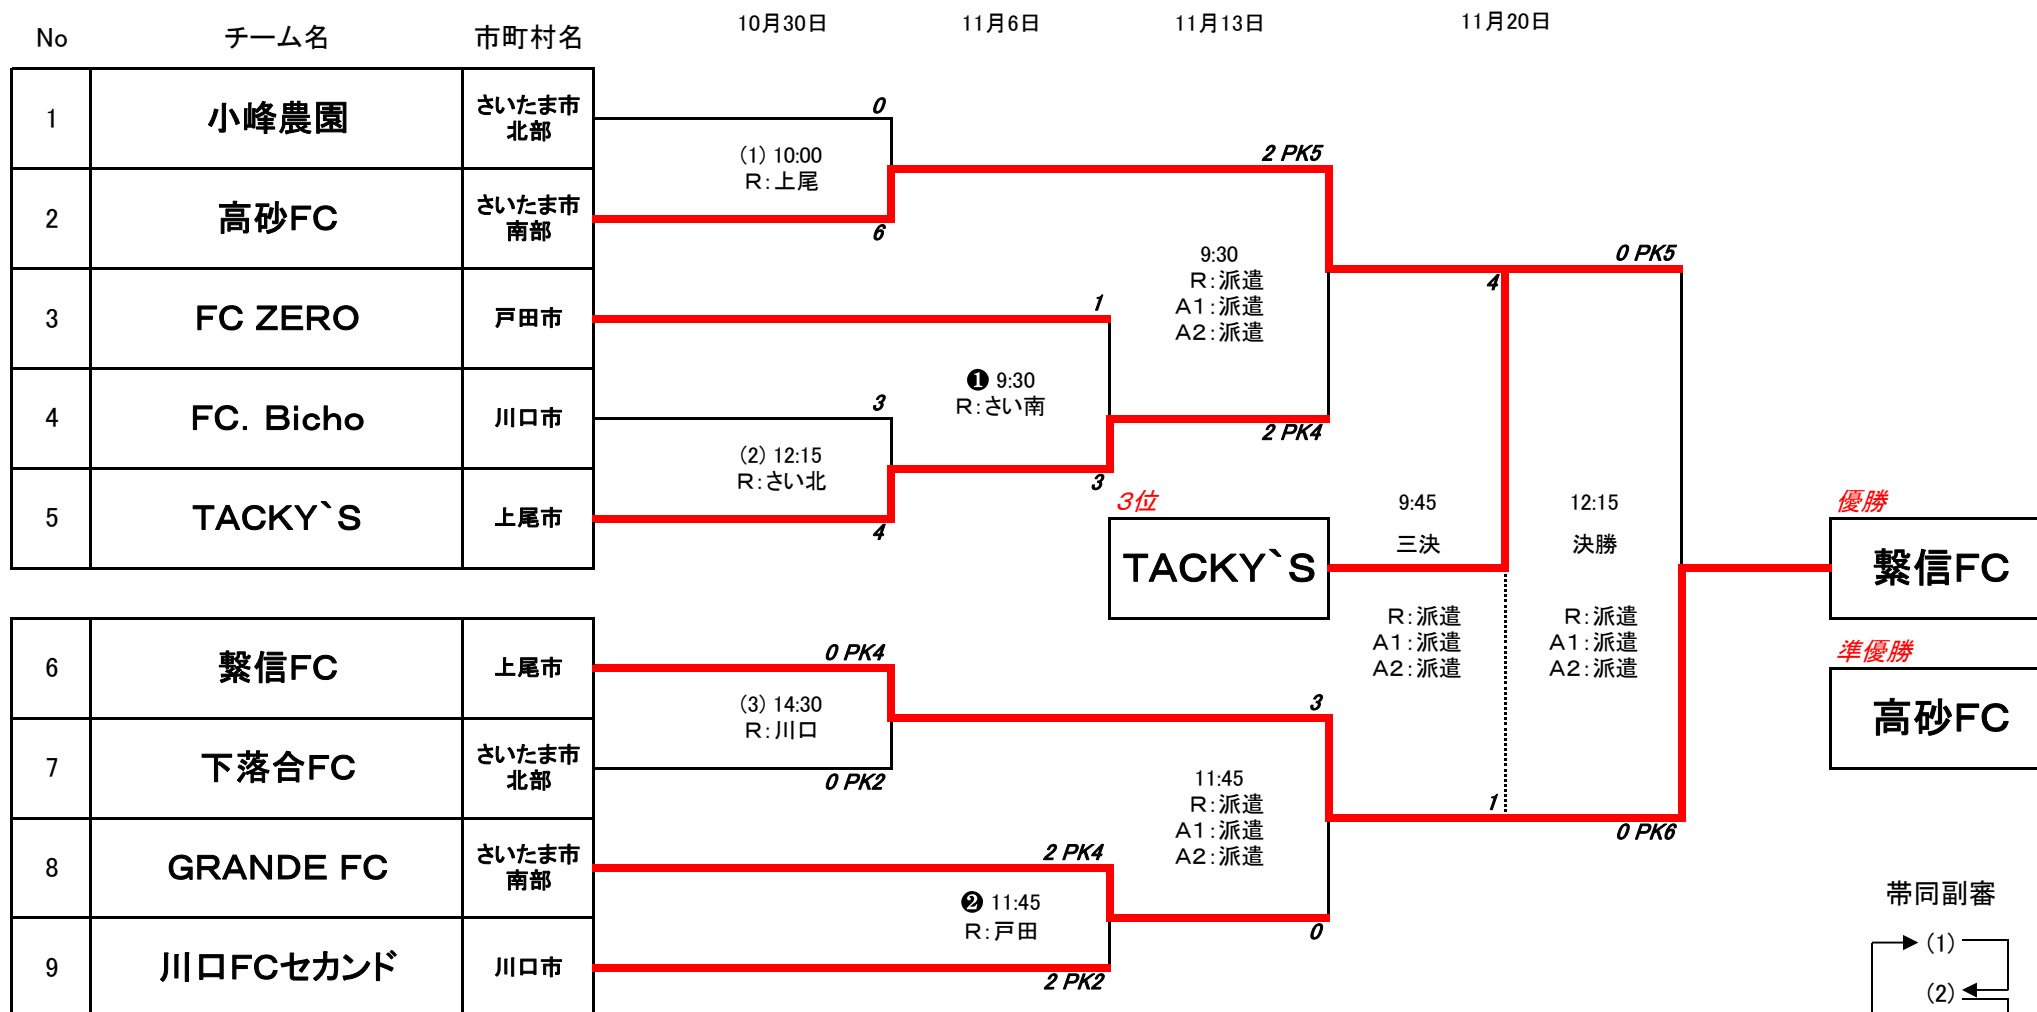 10月30日 11月6日 11月13日 11月20日
No チーム名 市町村名
1 小峰農園 さいたま市北部
2 高砂FC さいたま市南部
3 FC ZERO 戸田市
4 FC. Bicho 川口市
5 TACKY`S 上尾市
6 繋信FC 上尾市
7 下落合FC さいたま市北部
8 GRANDE FC さいたま市南部
9 川口FCセカンド 川口市
0
(1) 10:00
R:上尾
6
3
(2) 12:15
R:さい北
4
0 PK4
(3) 14:30
R:川口
0 PK2
1
❶ 9:30
R:さい南
3
2 PK4
❷ 11:45
R:戸田
2 PK2
2 PK5
9:30
R:派遣
A1:派遣
A2:派遣
2 PK4
3位
TACKY`S
3
11:45
R:派遣
A1:派遣
A2:派遣
0
4
9:45
三決
R:派遣
A1:派遣
A2:派遣
1
0 PK5
12:15
決勝
R:派遣
A1:派遣
A2:派遣
0 PK6
優勝
繋信FC
準優勝
高砂FC
帯同副審
(1)
(2)